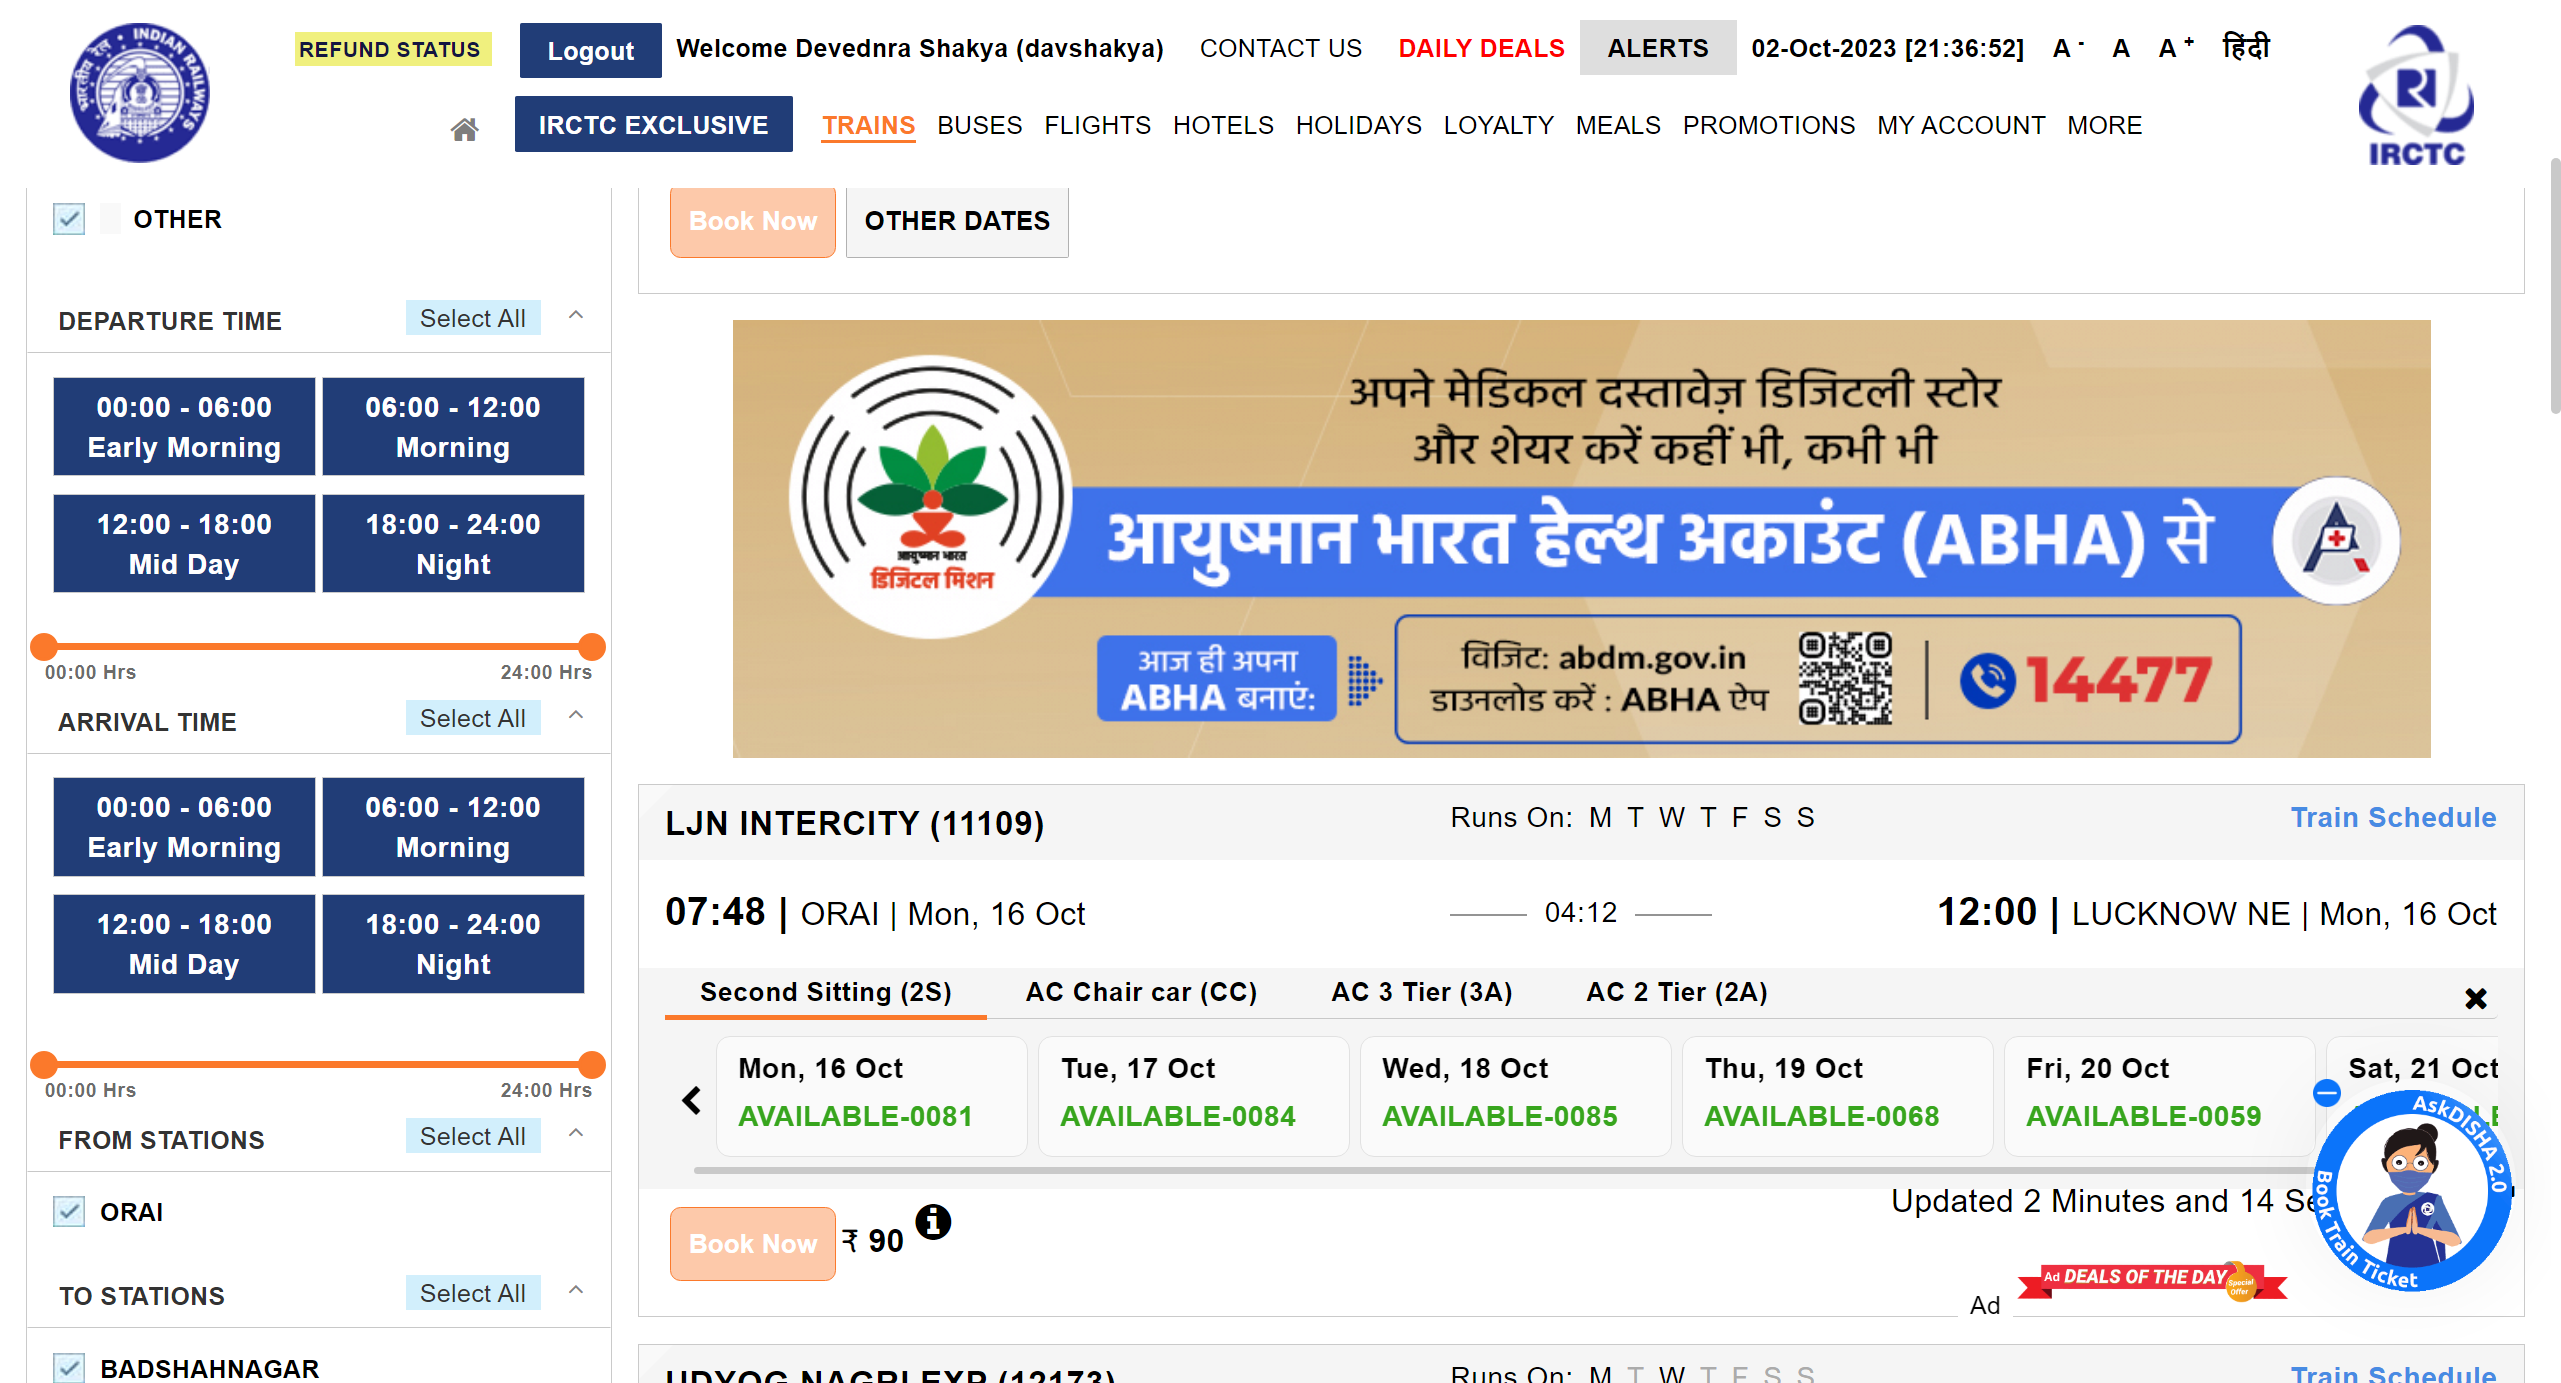 INDIAN RAILWAYS
भारतीय रेल
REFUND STATUS
Logout
Welcome Devednra Shakya (davshakya)
CONTACT US
DAILY DEALS
ALERTS
02-Oct-2023 [21:36:52]
A - A A + हिंदी
IRCTC
IRCTC EXCLUSIVE
TRAINS BUSES FLIGHTS HOTELS HOLIDAYS LOYALTY MEALS PROMOTIONS MY ACCOUNT MORE
OTHER
DEPARTURE TIME Select All
00:00 - 06:00
Early Morning
06:00 - 12:00
Morning
12:00 - 18:00
Mid Day
18:00 - 24:00
Night
00:00 Hrs 24:00 Hrs
ARRIVAL TIME Select All
00:00 - 06:00
Early Morning
06:00 - 12:00
Morning
12:00 - 18:00
Mid Day
18:00 - 24:00
Night
00:00 Hrs 24:00 Hrs
FROM STATIONS Select All
ORAI
TO STATIONS Select All
BADSHAHNAGAR
Book Now OTHER DATES
अपने मेडिकल दस्तावेज़ डिजिटली स्टोर
और शेयर करें कहीं भी, कभी भी
आयुष्मान भारत
डिजिटल मिशन
आयुष्मान भारत हेल्थ अकाउंट (ABHA) से
आज ही अपना
ABHA बनाएं:
विजिट: abdm.gov.in
डाउनलोड करें : ABHA ऐप
14477
LJN INTERCITY (11109) Runs On: M T W T F S S Train Schedule
07:48 | ORAI | Mon, 16 Oct 04:12 12:00 | LUCKNOW NE | Mon, 16 Oct
Second Sitting (2S) AC Chair car (CC) AC 3 Tier (3A) AC 2 Tier (2A)
Mon, 16 Oct
AVAILABLE-0081
Tue, 17 Oct
AVAILABLE-0084
Wed, 18 Oct
AVAILABLE-0085
Thu, 19 Oct
AVAILABLE-0068
Fri, 20 Oct
AVAILABLE-0059
Sat, 21 Oct
Updated 2 Minutes and 14
Book Now ₹ 90
AskDISHA 2.0
Book Train Ticket
Ad DEALS OF THE DAY
Special
Offer
Ad
UDYOG NAGRI EXP (12173) Runs On: M T W T F S S Train Schedule